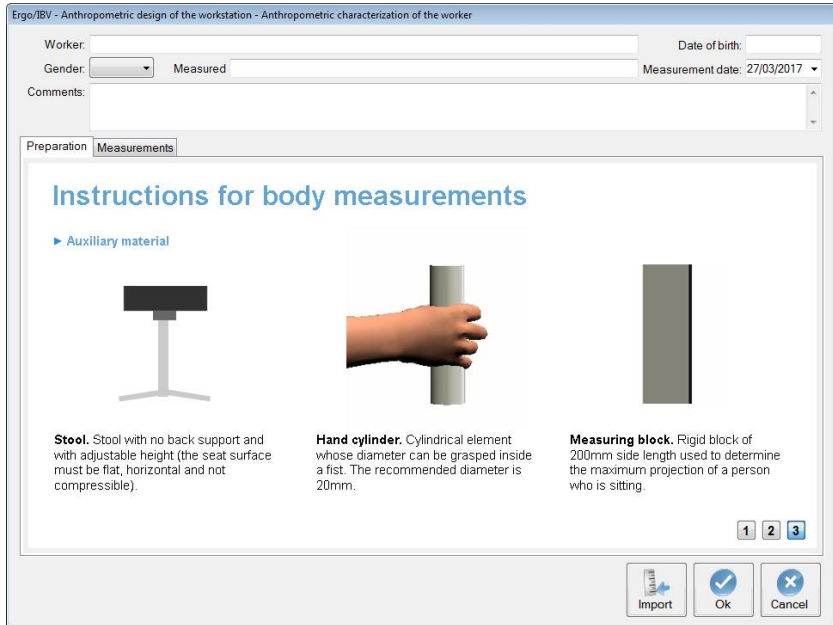 Ergo/IBV - Anthropometric design of the workstation - Anthropometric characterization of the worker
Worker:
Date of birth:
Gender:
Measured
Measurement date: 27/03/2017
Comments:
Preparation
Measurements
Instructions for body measurements
Auxiliary material
Stool. Stool with no back support and
with adjustable height (the seat surface
must be flat, horizontal and not
compressible).
Hand cylinder. Cylindrical element
whose diameter can be grasped inside
a fist. The recommended diameter is
20mm.
Measuring block. Rigid block of
200mm side length used to determine
the maximum projection of a person
who is sitting.
1 2 3
Import
Ok
Cancel